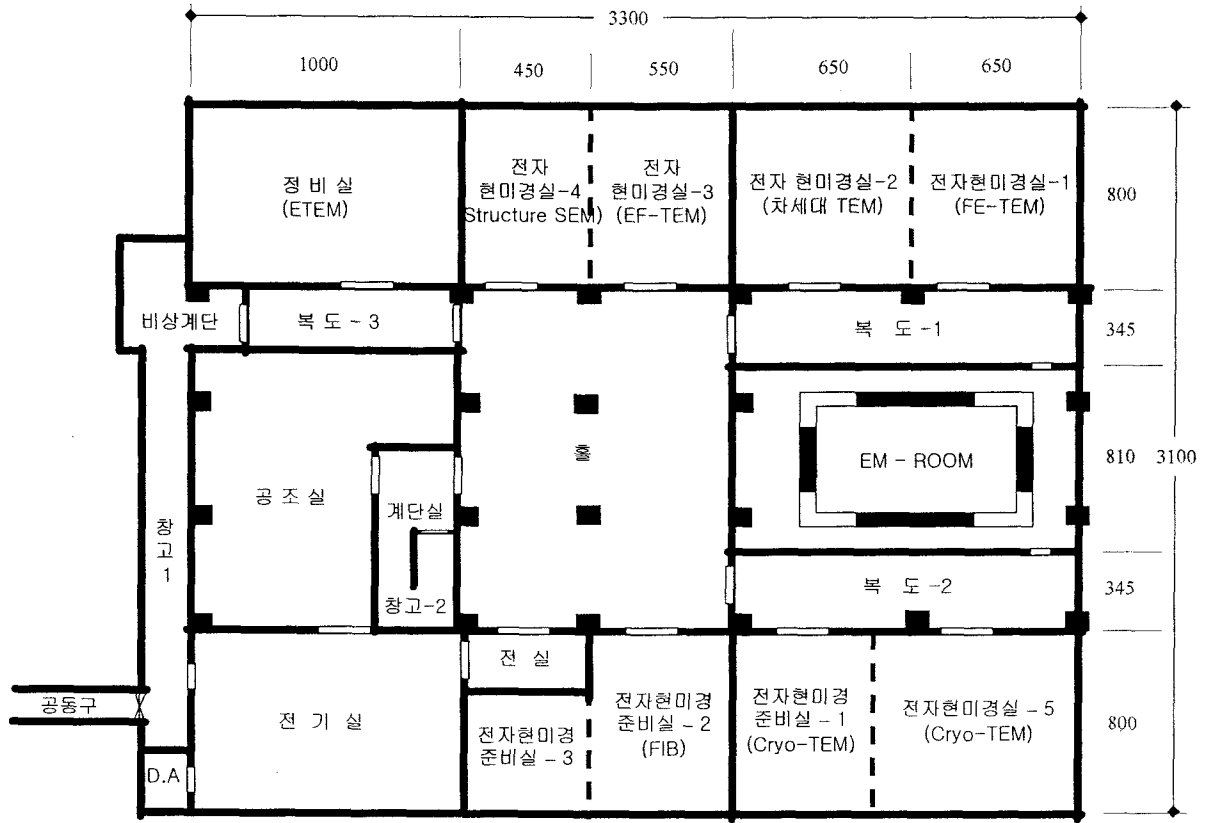 3300
1000
450
550
650
650
정 비 실
(ETEM)
전자
현미경실-4
Structure SEM)
전자
현미경실-3
(EF-TEM)
전자 현미경실-2
(차세대 TEM)
전자현미경실-1
(FE-TEM)
800
비상계단
복 도 - 3
복 도 -1
345
홀
EM - ROOM
810
3100
공 조 실
계단실
창
고
1
창고-2
복 도 -2
345
전 실
공동구
전 기 실
전자현미경
준비실 - 3
전자현미경
준비실 - 2
(FIB)
전자현미경
준비실 - 1
(Cryo-TEM)
전자현미경실 - 5
(Cryo-TEM)
800
D.A